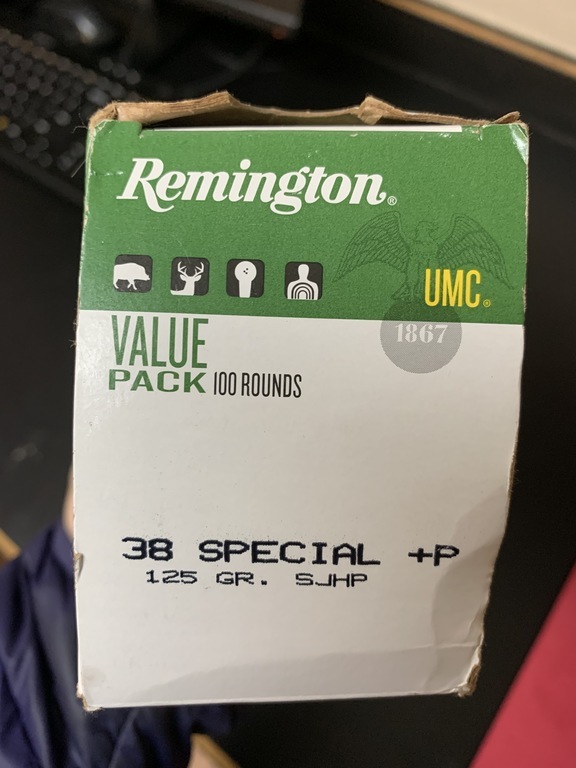 Remington®
UMC®
1867
VALUE
PACK 100 ROUNDS
38 SPECIAL +P
125 GR. SJHP